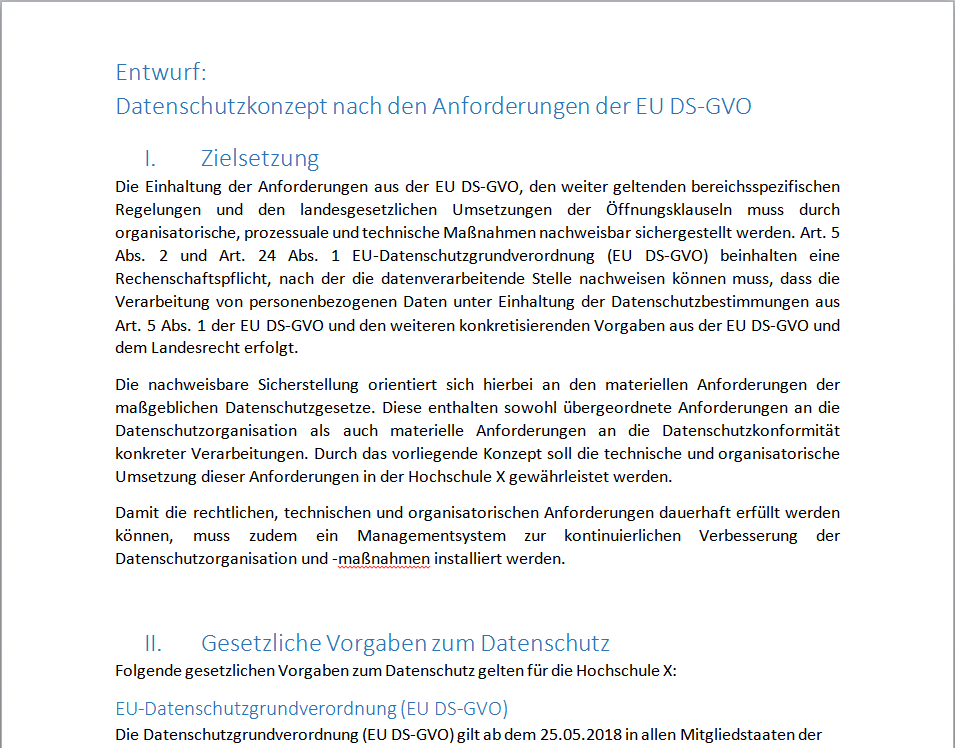 Entwurf:
Datenschutzkonzept nach den Anforderungen der EU DS-GVO
I. Zielsetzung
Die Einhaltung der Anforderungen aus der EU DS-GVO, den weiter geltenden bereichsspezifischen
Regelungen und den landesgesetzlichen Umsetzungen der Öffnungsklauseln muss durch
organisatorische, prozessuale und technische Maßnahmen nachweisbar sichergestellt werden. Art. 5
Abs. 2 und Art. 24 Abs. 1 EU-Datenschutzgrundverordnung (EU DS-GVO) beinhalten eine
Rechenschaftspflicht, nach der die datenverarbeitende Stelle nachweisen können muss, dass die
Verarbeitung von personenbezogenen Daten unter Einhaltung der Datenschutzbestimmungen aus
Art. 5 Abs. 1 der EU DS-GVO und den weiteren konkretisierenden Vorgaben aus der EU DS-GVO und
dem Landesrecht erfolgt.
Die nachweisbare Sicherstellung orientiert sich hierbei an den materiellen Anforderungen der
maßgeblichen Datenschutzgesetze. Diese enthalten sowohl übergeordnete Anforderungen an die
Datenschutzorganisation als auch materielle Anforderungen an die Datenschutzkonformität
konkreter Verarbeitungen. Durch das vorliegende Konzept soll die technische und organisatorische
Umsetzung dieser Anforderungen in der Hochschule X gewährleistet werden.
Damit die rechtlichen, technischen und organisatorischen Anforderungen dauerhaft erfüllt werden
können, muss zudem ein Managementsystem zur kontinuierlichen Verbesserung der
Datenschutzorganisation und -maßnahmen installiert werden.
II. Gesetzliche Vorgaben zum Datenschutz
Folgende gesetzlichen Vorgaben zum Datenschutz gelten für die Hochschule X:
EU-Datenschutzgrundverordnung (EU DS-GVO)
Die Datenschutzgrundverordnung (EU DS-GVO) gilt ab dem 25.05.2018 in allen Mitgliedstaaten der